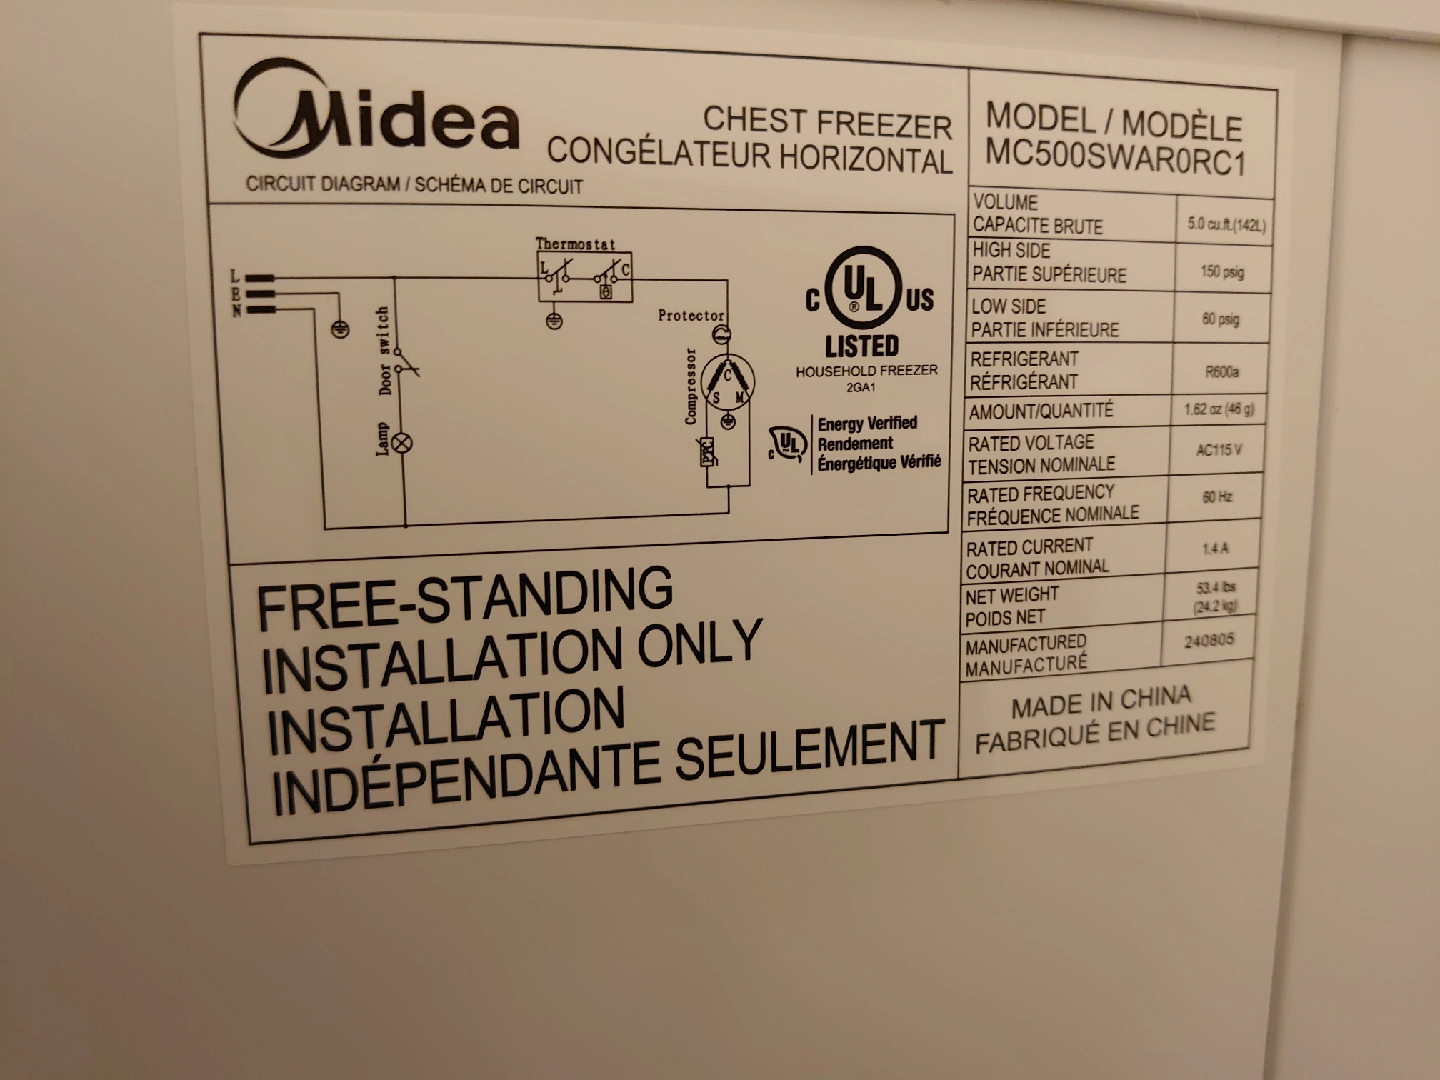 Midea
CHEST FREEZER
CONGÉLATEUR HORIZONTAL
CIRCUIT DIAGRAM / SCHÉMA DE CIRCUIT
L
E
N
Door switch
Lamp
Thermostat
L
C
θ
Protector
Compressor
C
S M
PTC
C UL US
®
LISTED
HOUSEHOLD FREEZER
2GA1
C UL
Energy Verified
Rendement
Énergétique Vérifié
FREE-STANDING
INSTALLATION ONLY
INSTALLATION
INDÉPENDANTE SEULEMENT
MODEL / MODÈLE
MC500SWAR0RC1
VOLUME
CAPACITE BRUTE
5.0 cu.ft.(142L)
HIGH SIDE
PARTIE SUPÉRIEURE
150 psig
LOW SIDE
PARTIE INFÉRIEURE
60 psig
REFRIGERANT
RÉFRIGÉRANT
R600a
AMOUNT/QUANTITÉ
1.62 oz (46 g)
RATED VOLTAGE
TENSION NOMINALE
AC115 V
RATED FREQUENCY
FRÉQUENCE NOMINALE
60 Hz
RATED CURRENT
COURANT NOMINAL
1.4 A
NET WEIGHT
POIDS NET
53.4 lbs
(24.2 kg)
MANUFACTURED
MANUFACTURÉ
240805
MADE IN CHINA
FABRIQUÉ EN CHINE